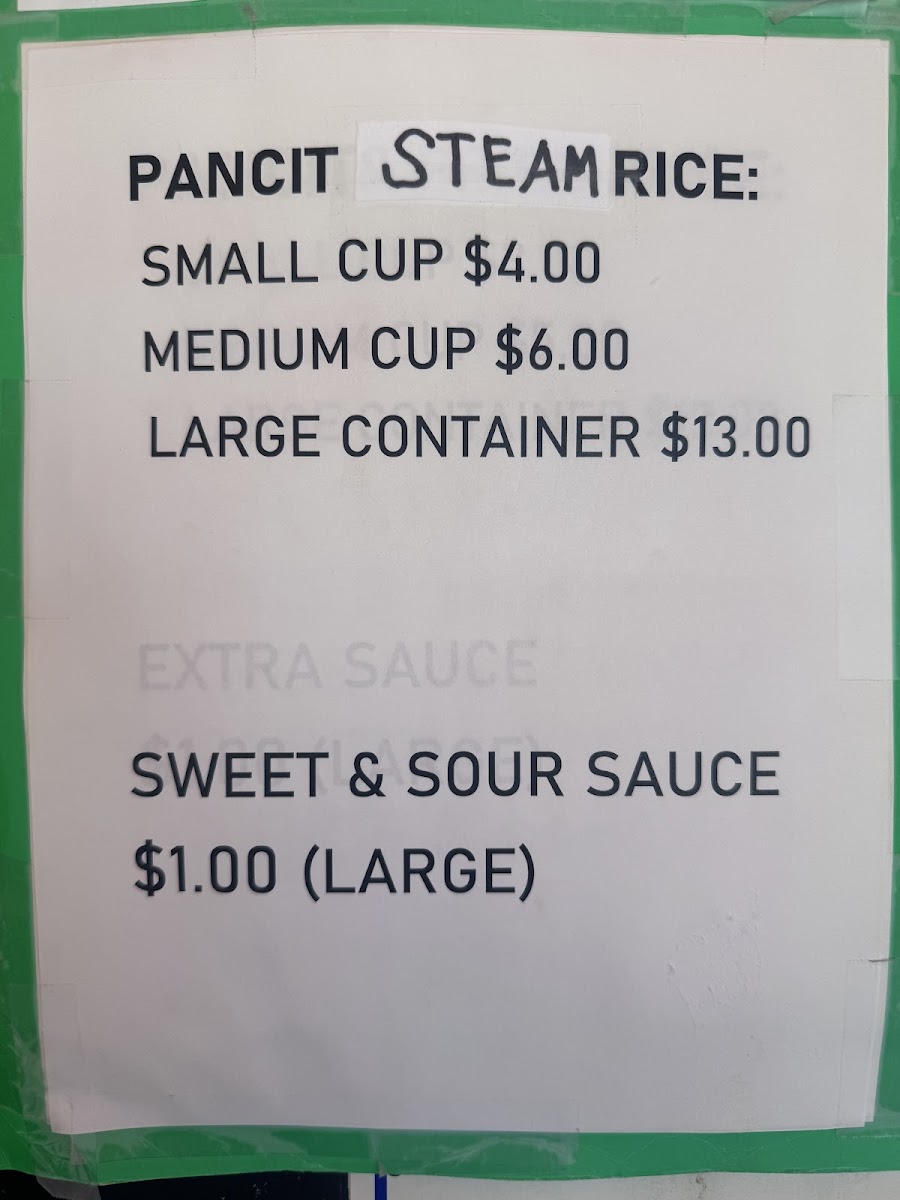 PANCIT STEAM RICE:
SMALL CUP $4.00
MEDIUM CUP $6.00
LARGE CONTAINER $13.00
EXTRA SAUCE
SWEET & SOUR SAUCE
$1.00 (LARGE)